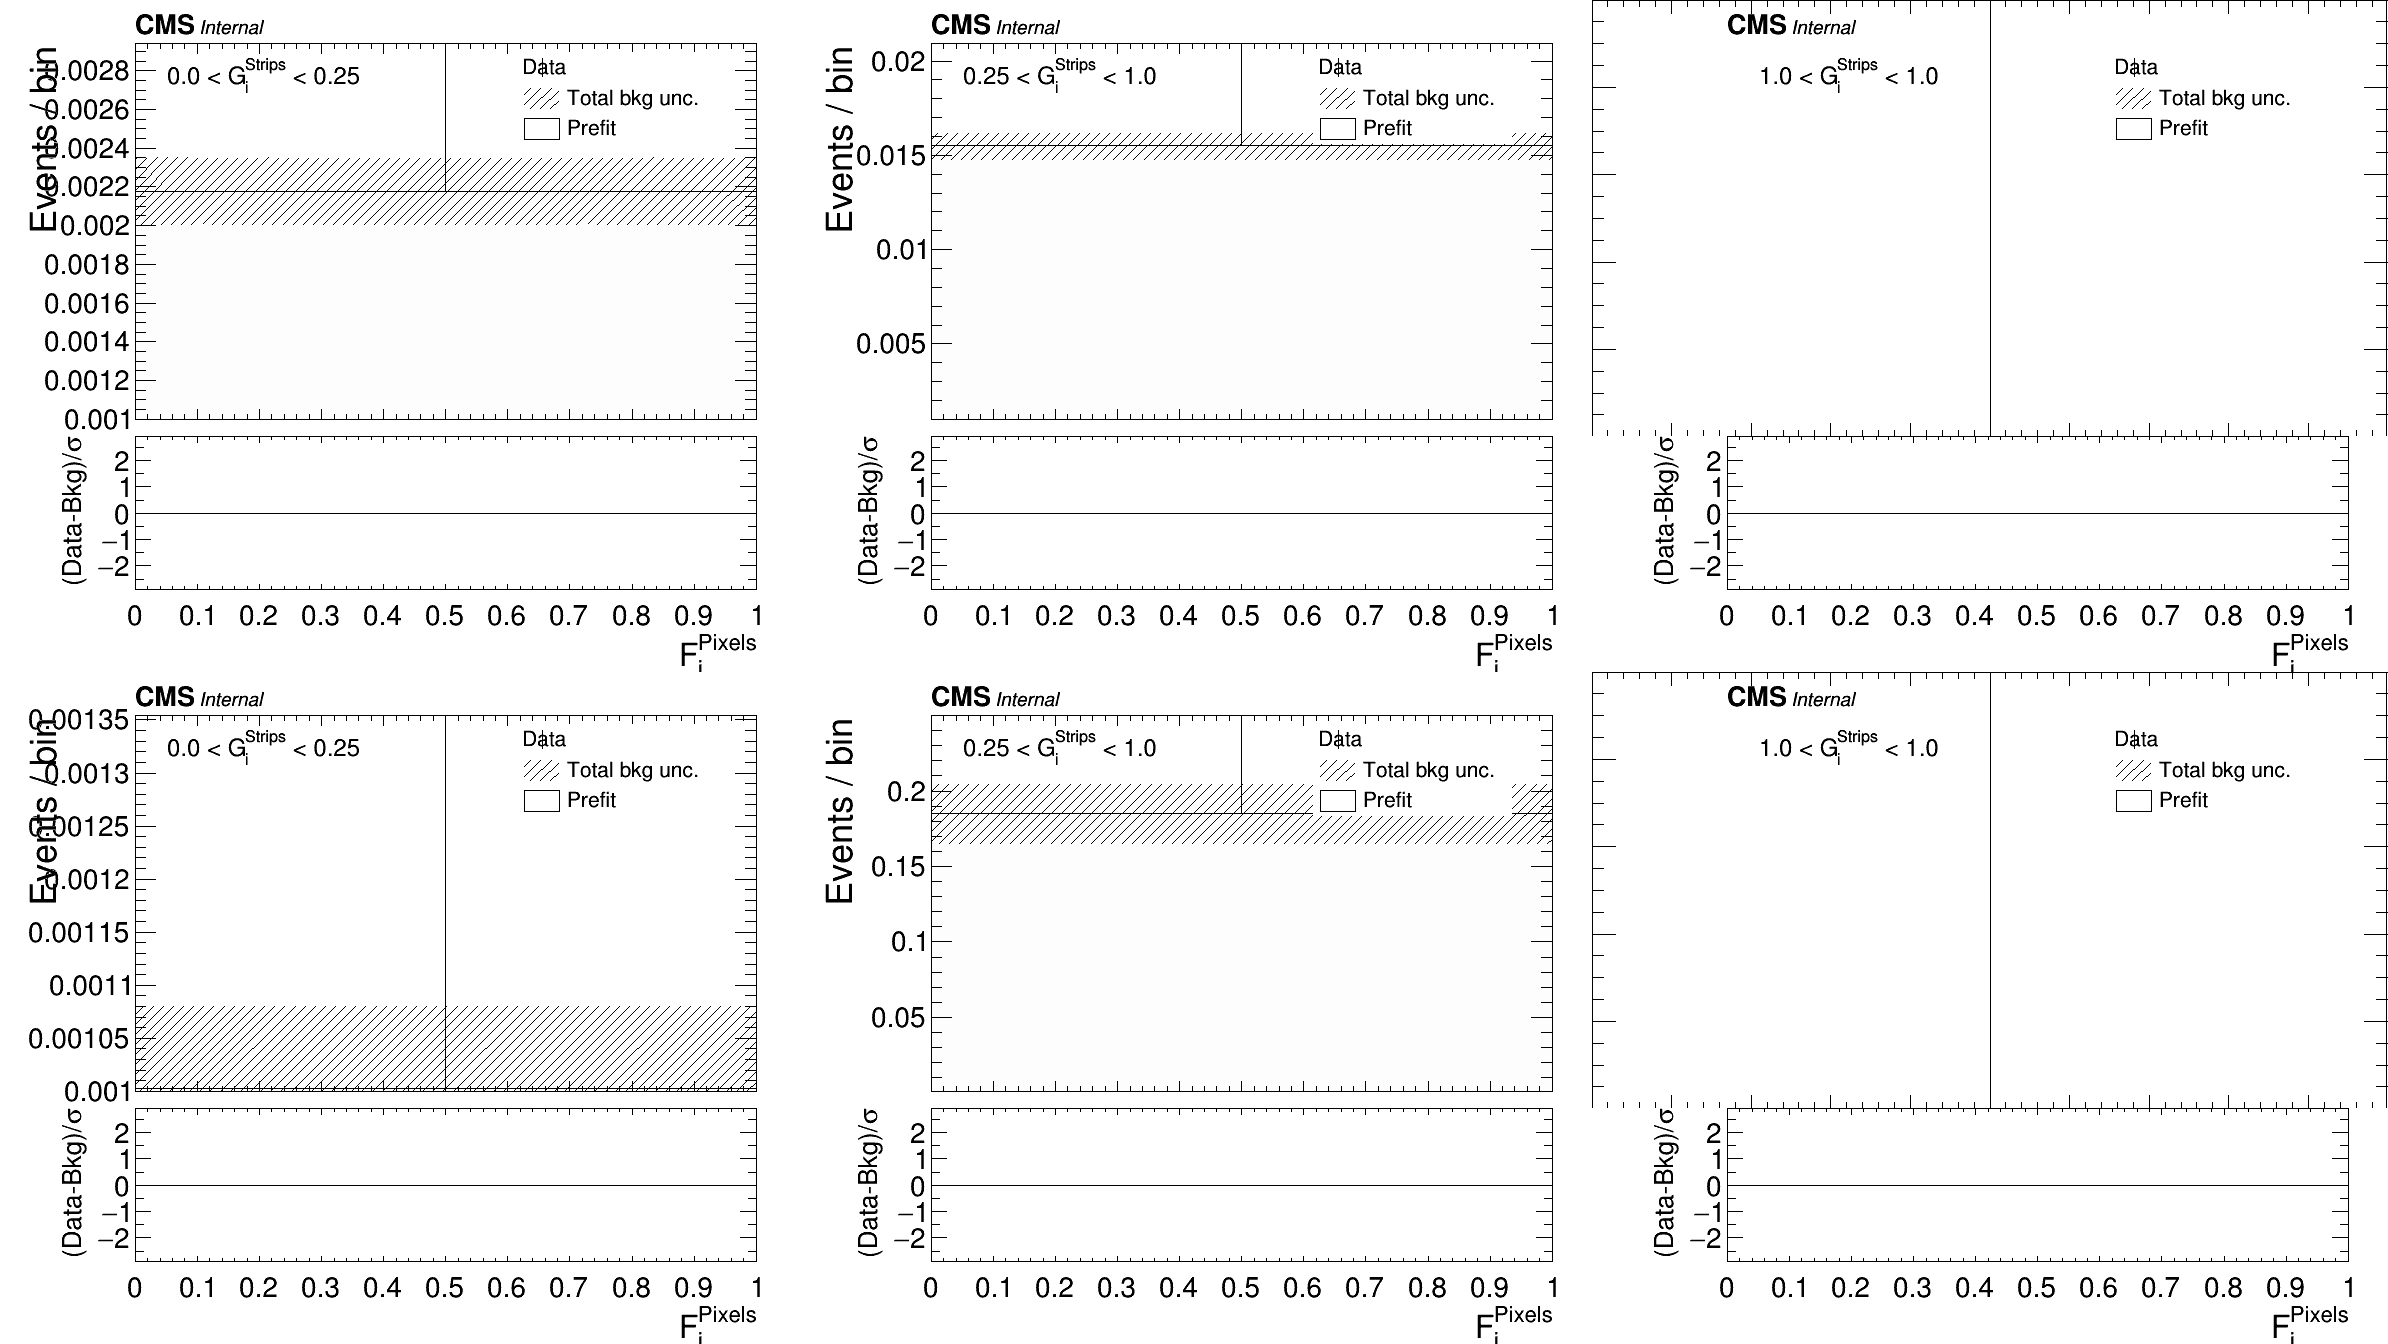 CMS Internal
Events / bin
0.0 < G_i^Strips < 0.25
Data
Total bkg unc.
Prefit
0.0028
0.0026
0.0024
0.0022
0.002
0.0018
0.0016
0.0014
0.0012
0.001
(Data-Bkg)/σ
2
1
0
−1
−2
0 0.1 0.2 0.3 0.4 0.5 0.6 0.7 0.8 0.9 1
F_i^Pixels
CMS Internal
Events / bin
0.25 < G_i^Strips < 1.0
Data
Total bkg unc.
Prefit
0.02
0.015
0.01
0.005
(Data-Bkg)/σ
2
1
0
−1
−2
0 0.1 0.2 0.3 0.4 0.5 0.6 0.7 0.8 0.9 1
F_i^Pixels
CMS Internal
1.0 < G_i^Strips < 1.0
Data
Total bkg unc.
Prefit
(Data-Bkg)/σ
2
1
0
−1
−2
0 0.1 0.2 0.3 0.4 0.5 0.6 0.7 0.8 0.9 1
F_i^Pixels
CMS Internal
Events / bin
0.0 < G_i^Strips < 0.25
Data
Total bkg unc.
Prefit
0.00135
0.0013
0.00125
0.0012
0.00115
0.0011
0.00105
0.001
(Data-Bkg)/σ
2
1
0
−1
−2
0 0.1 0.2 0.3 0.4 0.5 0.6 0.7 0.8 0.9 1
F_i^Pixels
CMS Internal
Events / bin
0.25 < G_i^Strips < 1.0
Data
Total bkg unc.
Prefit
0.2
0.15
0.1
0.05
(Data-Bkg)/σ
2
1
0
−1
−2
0 0.1 0.2 0.3 0.4 0.5 0.6 0.7 0.8 0.9 1
F_i^Pixels
CMS Internal
1.0 < G_i^Strips < 1.0
Data
Total bkg unc.
Prefit
(Data-Bkg)/σ
2
1
0
−1
−2
0 0.1 0.2 0.3 0.4 0.5 0.6 0.7 0.8 0.9 1
F_i^Pixels